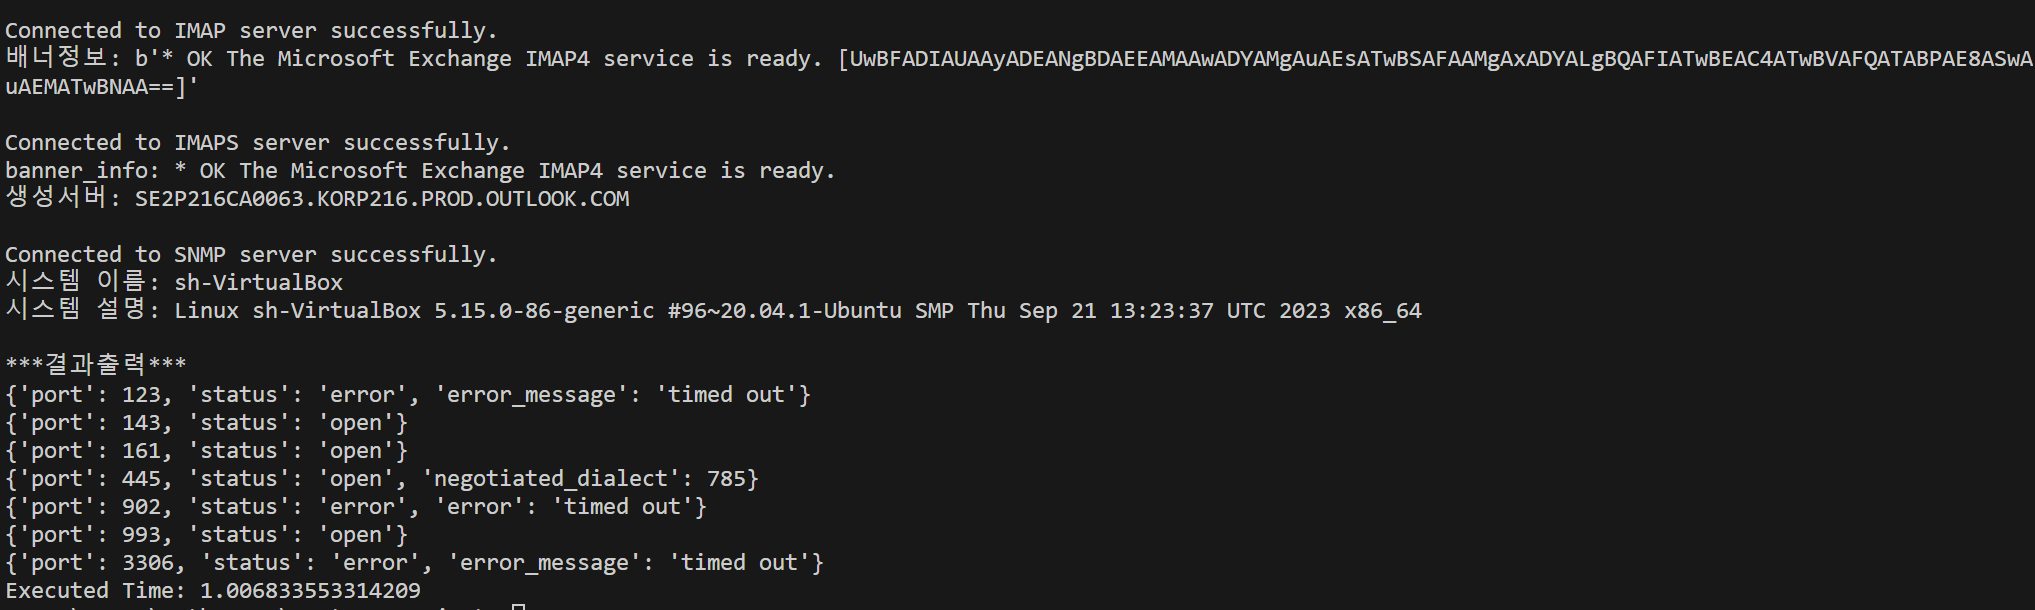 Connected to IMAP server successfully.
배너정보: b'* OK The Microsoft Exchange IMAP4 service is ready. [UwBFADIAUAAyADEANgBDAEEAMAAwADYAMgAuAEsATwBSAFAAMgAxADYALgBQAFIATwBEAC4ATwBVAFQATABPAE8ASwA
uAEMATwBNAA==]'
Connected to IMAPS server successfully.
banner_info: * OK The Microsoft Exchange IMAP4 service is ready.
생성서버: SE2P216CA0063.KORP216.PROD.OUTLOOK.COM
Connected to SNMP server successfully.
시스템 이름: sh-VirtualBox
시스템 설명: Linux sh-VirtualBox 5.15.0-86-generic #96~20.04.1-Ubuntu SMP Thu Sep 21 13:23:37 UTC 2023 x86_64
***결과출력***
{'port': 123, 'status': 'error', 'error_message': 'timed out'}
{'port': 143, 'status': 'open'}
{'port': 161, 'status': 'open'}
{'port': 445, 'status': 'open', 'negotiated_dialect': 785}
{'port': 902, 'status': 'error', 'error': 'timed out'}
{'port': 993, 'status': 'open'}
{'port': 3306, 'status': 'error', 'error_message': 'timed out'}
Executed Time: 1.006833553314209